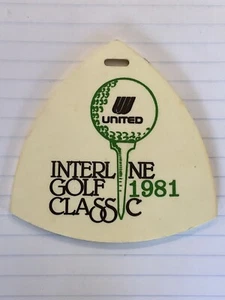 UNITED
INTERLINE
GOLF 1981
CLASSIC